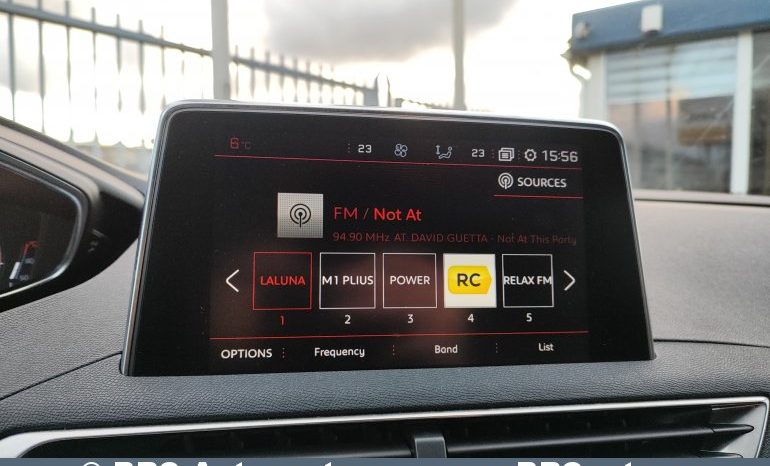 6°C 23 23 15:56
SOURCES
FM / Not At
94.90 MHz AT. DAVID GUETTA - Not At This Party
LALUNA M1 PLIUS POWER RC RELAX FM
1 2 3 4 5
OPTIONS Frequency Band List